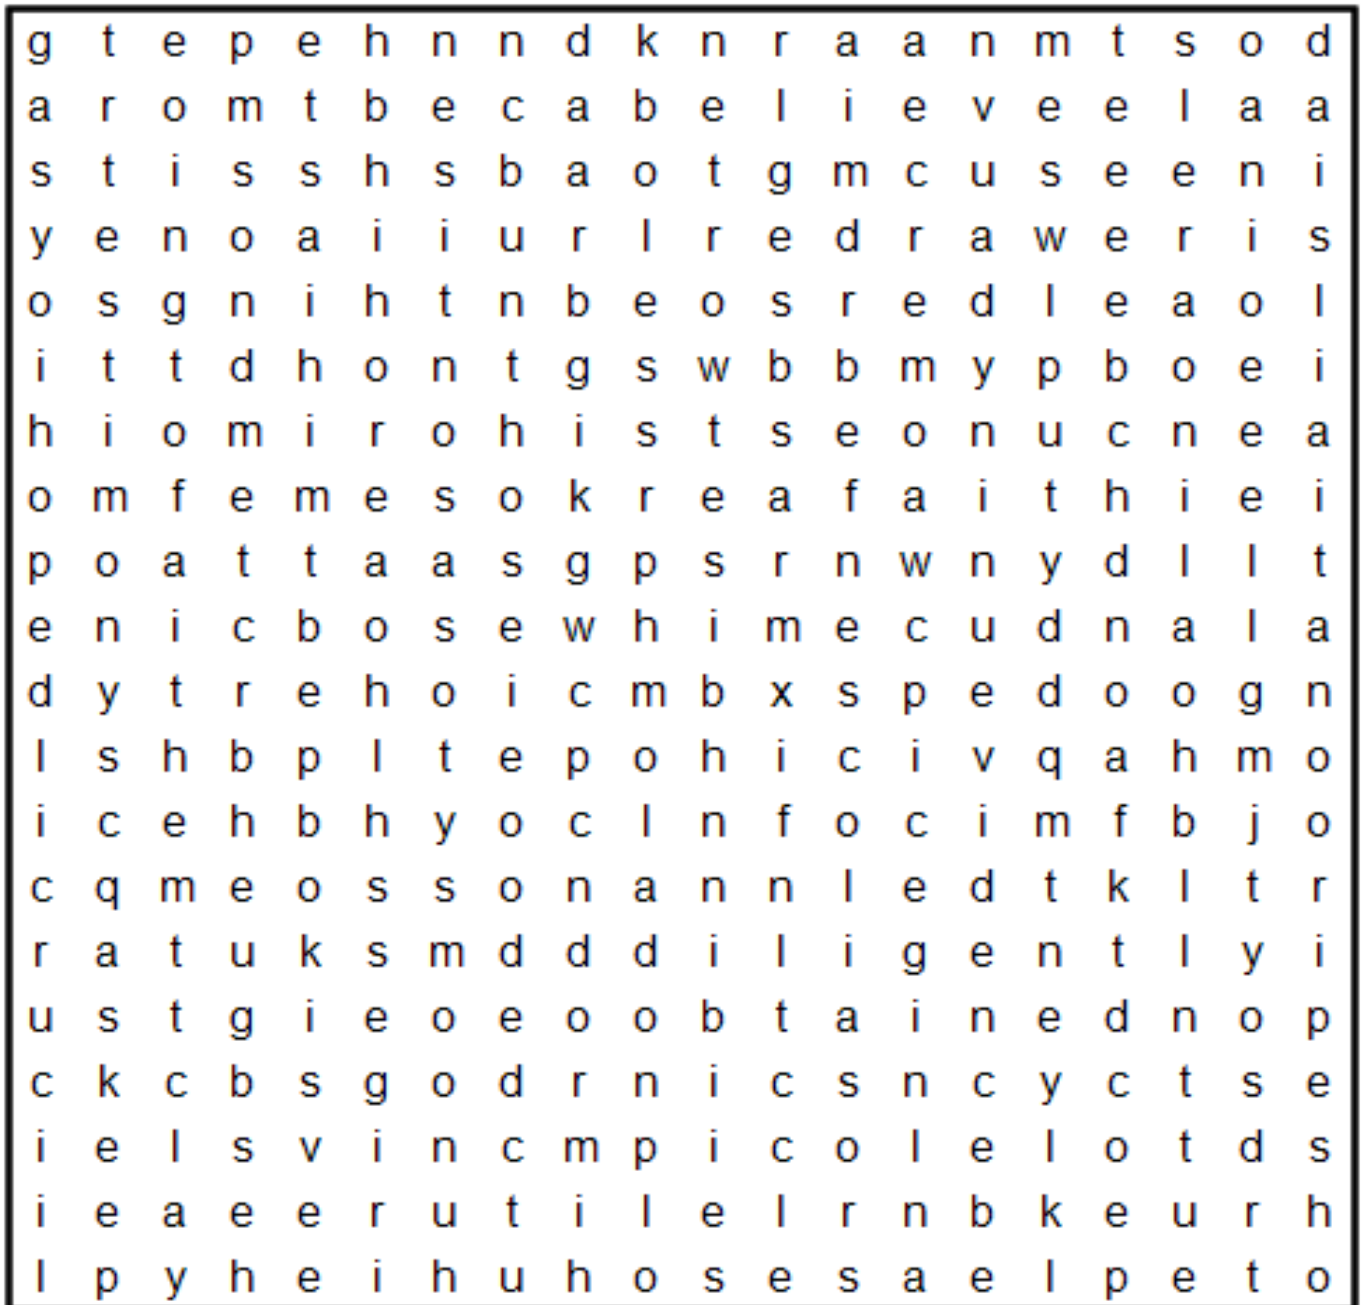 g t e p e h n n d k n r a a n m t s o d
a r o m t b e c a b e l i e v e e l a a
s t i s s h s b a o t g m c u s e e n i
y e n o a i i u r l r e d r a w e r i s
o s g n i h t n b e o s r e d l e a o l
i t t d h o n t g s w b b m y p b o e i
h i o m i r o h i s t s e o n u c n e a
o m f e m e s o k r e a f a i t h i e i
p o a t t a a s g p s r n w n y d l l t
e n i c b o s e w h i m e c u d n a l a
d y t r e h o i c m b x s p e d o o g n
l s h b p l t e p o h i c i v q a h m o
i c e h b h y o c l n f o c i m f b j o
c q m e o s s o n a n n l e d t k l t r
r a t u k s m d d d i l i g e n t l y i
u s t g i e o e o o b t a i n e d n o p
c k c b s g o d r n i c s n c y c t s e
i e l s v i n c m p i c o l e l o t d s
i e a e e r u t i l e l r n b k e u r h
l p y h e i h u h o s e s a e l p e t o